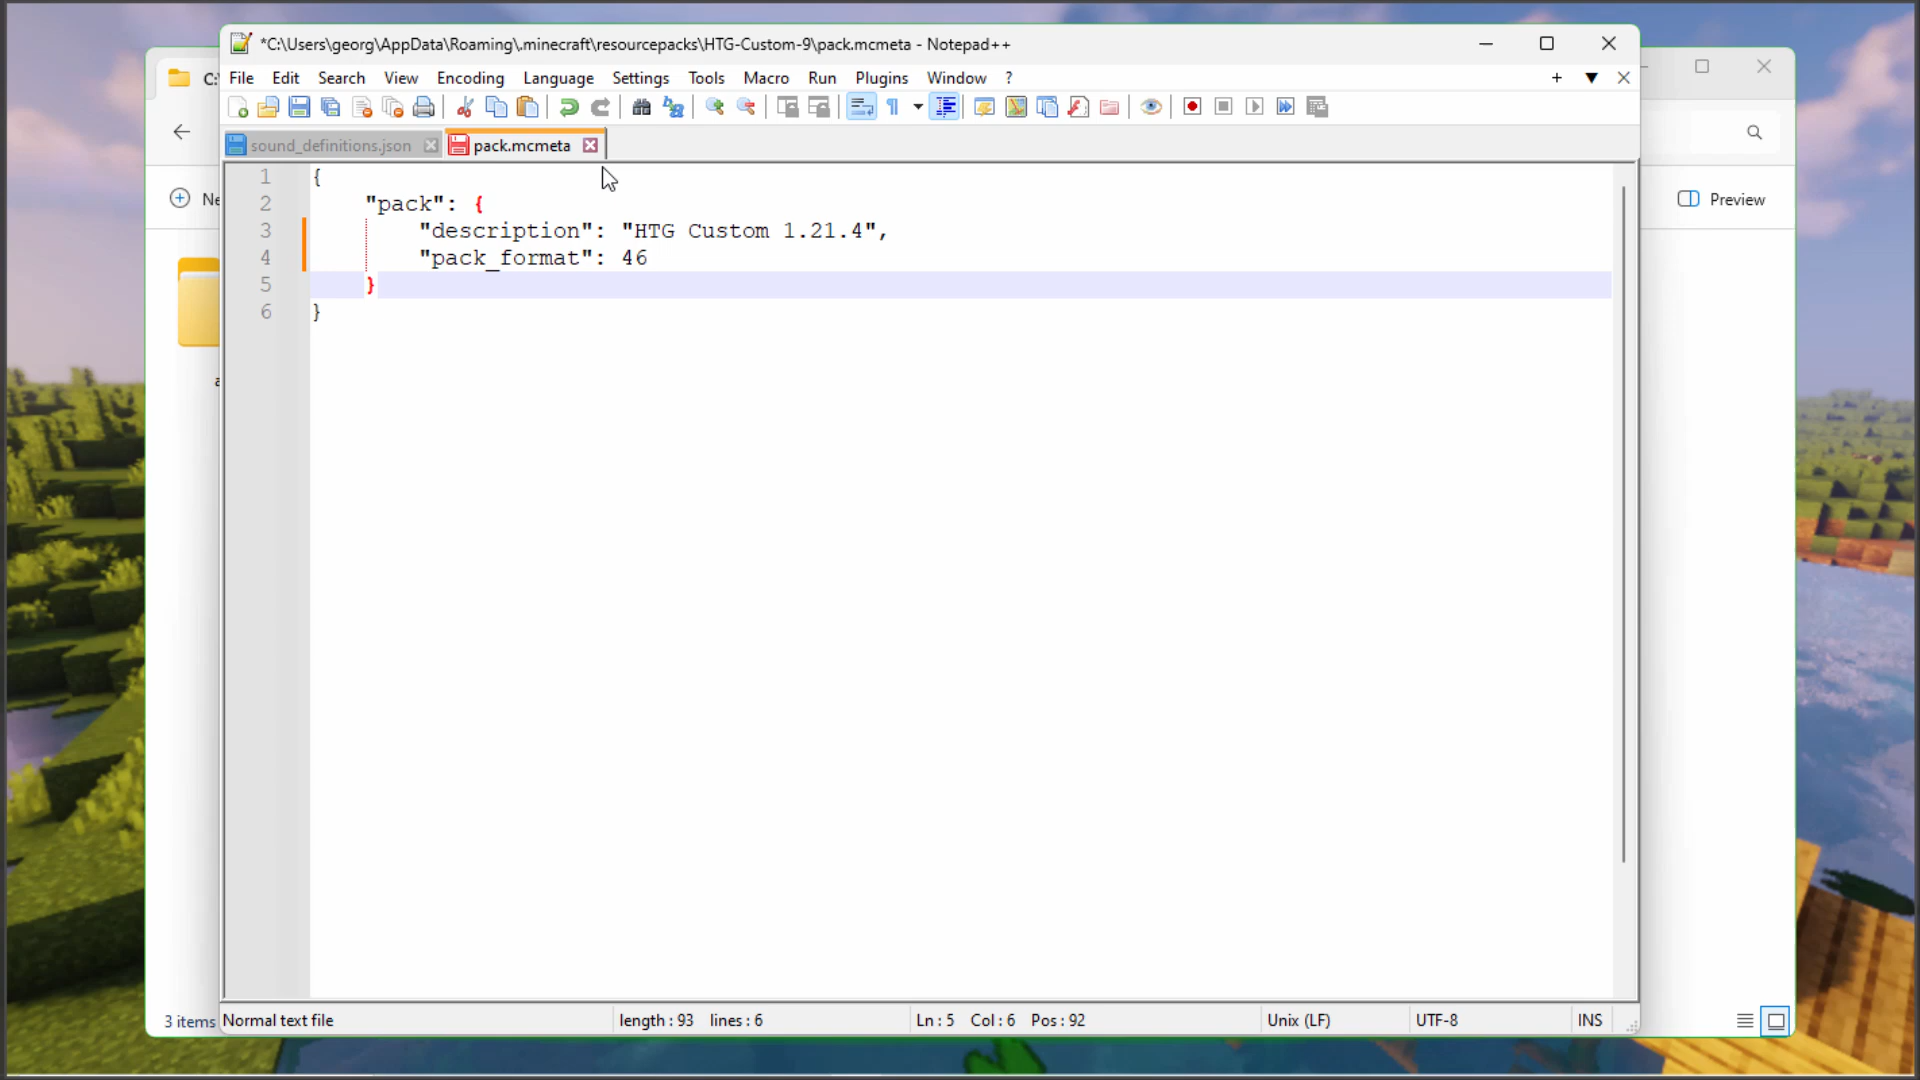 *C:\Users\georg\AppData\Roaming\.minecraft\resourcepacks\HTG-Custom-9\pack.mcmeta - Notepad++
C:
File Edit Search View Encoding Language Settings Tools Macro Run Plugins Window ?
+ ▼ X
sound_definitions.json pack.mcmeta
1 {
2 "pack": {
3 "description": "HTG Custom 1.21.4",
4 "pack_format": 46
5 }
6 }
Ne
Preview
a
3 items
Normal text file length : 93 lines : 6 Ln : 5 Col : 6 Pos : 92 Unix (LF) UTF-8 INS